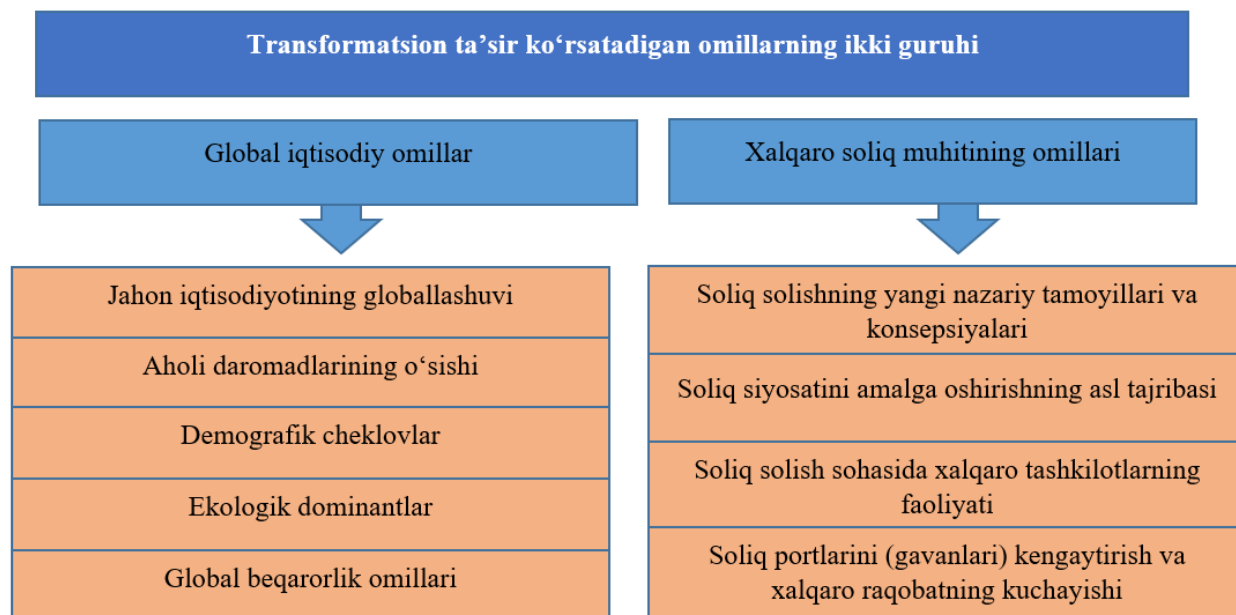 Transformatsion ta’sir ko‘rsatadigan omillarning ikki guruhi
Global iqtisodiy omillar
Xalqaro soliq muhitining omillari
Jahon iqtisodiyotining globallashuvi
Aholi daromadlarining o‘sishi
Demografik cheklovlar
Ekologik dominantlar
Global beqarorlik omillari
Soliq solishning yangi nazariy tamoyillari va
konsepsiyalari
Soliq siyosatini amalga oshirishning asl tajribasi
Soliq solish sohasida xalqaro tashkilotlarning
faoliyati
Soliq portlarini (gavanlari) kengaytirish va
xalqaro raqobatning kuchayishi